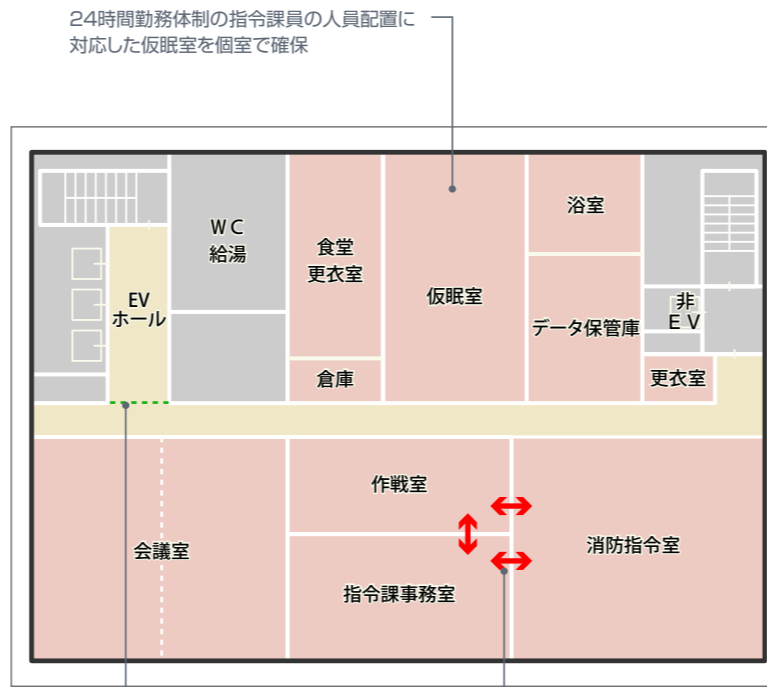 24時間勤務体制の指令課員の人員配置に
対応した仮眠室を個室で確保
WC
給湯
食堂
更衣室
仮眠室
浴室
EV
ホール
データ保管庫
非
EV
倉庫
更衣室
会議室
作戦室
指令課事務室
消防指令室